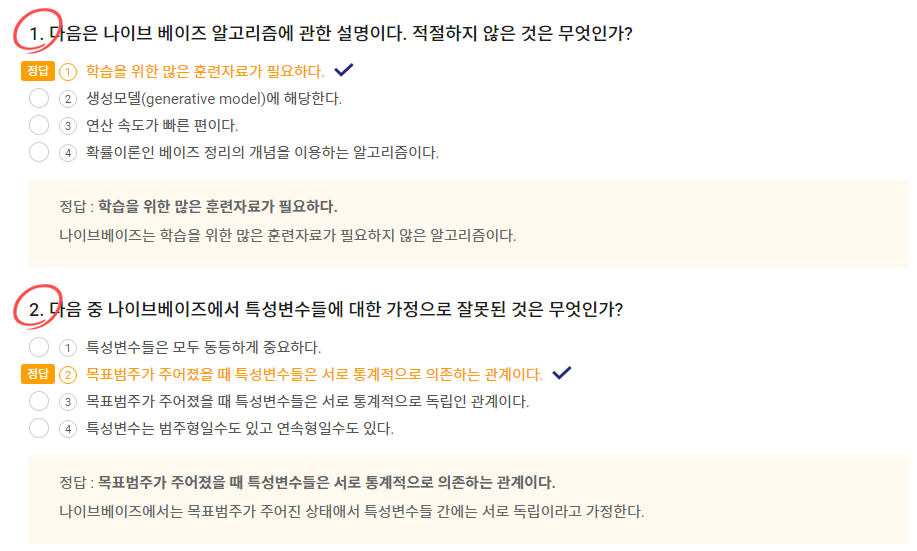 1. 다음은 나이브 베이즈 알고리즘에 관한 설명이다. 적절하지 않은 것은 무엇인가?
정답 ① 학습을 위한 많은 훈련자료가 필요하다.
② 생성모델(generative model)에 해당한다.
③ 연산 속도가 빠른 편이다.
④ 확률이론인 베이즈 정리의 개념을 이용하는 알고리즘이다.
정답 : 학습을 위한 많은 훈련자료가 필요하다.
나이브베이즈는 학습을 위한 많은 훈련자료가 필요하지 않은 알고리즘이다.
2. 다음 중 나이브베이즈에서 특성변수들에 대한 가정으로 잘못된 것은 무엇인가?
① 특성변수들은 모두 동등하게 중요하다.
정답 ② 목표범주가 주어졌을 때 특성변수들은 서로 통계적으로 의존하는 관계이다.
③ 목표범주가 주어졌을 때 특성변수들은 서로 통계적으로 독립인 관계이다.
④ 특성변수는 범주형일수도 있고 연속형일수도 있다.
정답 : 목표범주가 주어졌을 때 특성변수들은 서로 통계적으로 의존하는 관계이다.
나이브베이즈에서는 목표범주가 주어진 상태애서 특성변수들 간에는 서로 독립이라고 가정한다.